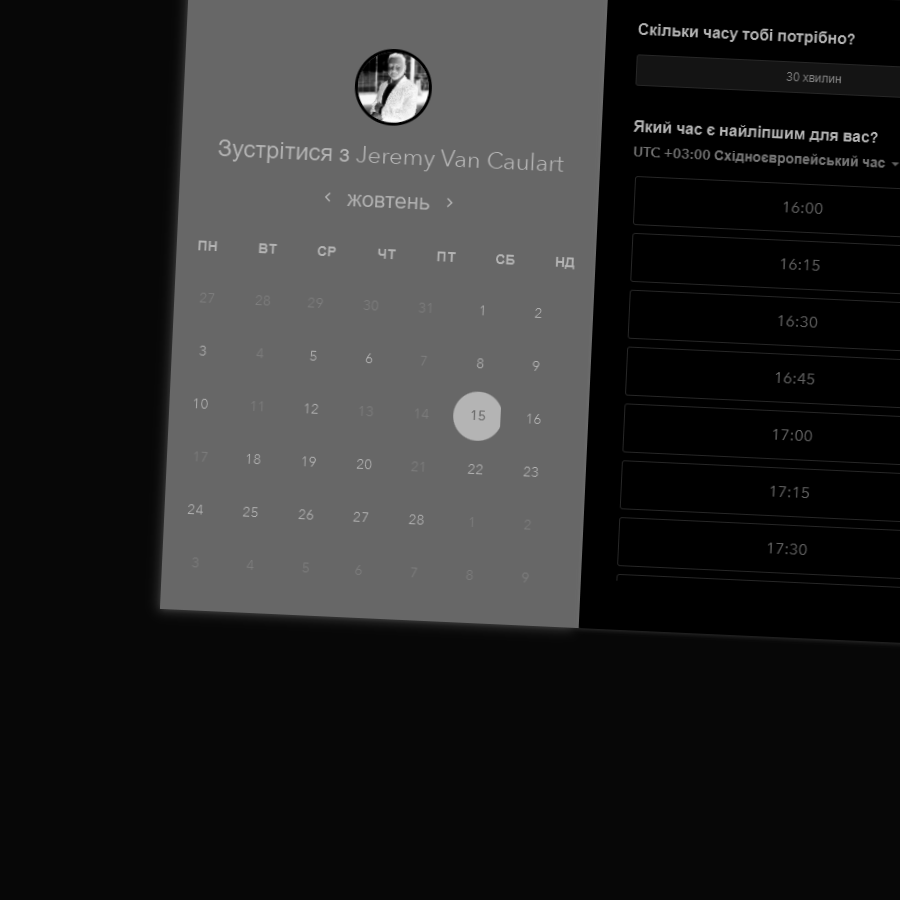 Зустрітися з Jeremy Van Caulart
жовтень
ПН ВТ СР ЧТ ПТ СБ НД
27 28 29 30 31 1 2
3 4 5 6 7 8 9
10 11 12 13 14 15 16
17 18 19 20 21 22 23
24 25 26 27 28 1 2
3 4 5 6 7 8 9
Скільки часу тобі потрібно?
30 хвилин
Який час є найліпшим для вас?
UTC +03:00 Східноєвропейський час
16:00
16:15
16:30
16:45
17:00
17:15
17:30